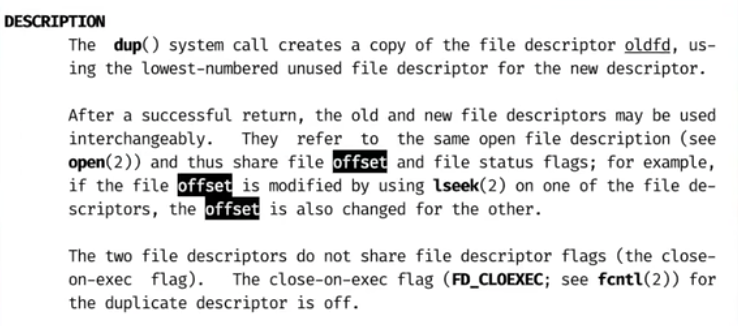 DESCRIPTION
The dup() system call creates a copy of the file descriptor oldfd, us-
ing the lowest-numbered unused file descriptor for the new descriptor.
After a successful return, the old and new file descriptors may be used
interchangeably. They refer to the same open file description (see
open(2)) and thus share file offset and file status flags; for example,
if the file offset is modified by using lseek(2) on one of the file de-
scriptors, the offset is also changed for the other.
The two file descriptors do not share file descriptor flags (the close-
on-exec flag). The close-on-exec flag (FD_CLOEXEC; see fcntl(2)) for
the duplicate descriptor is off.